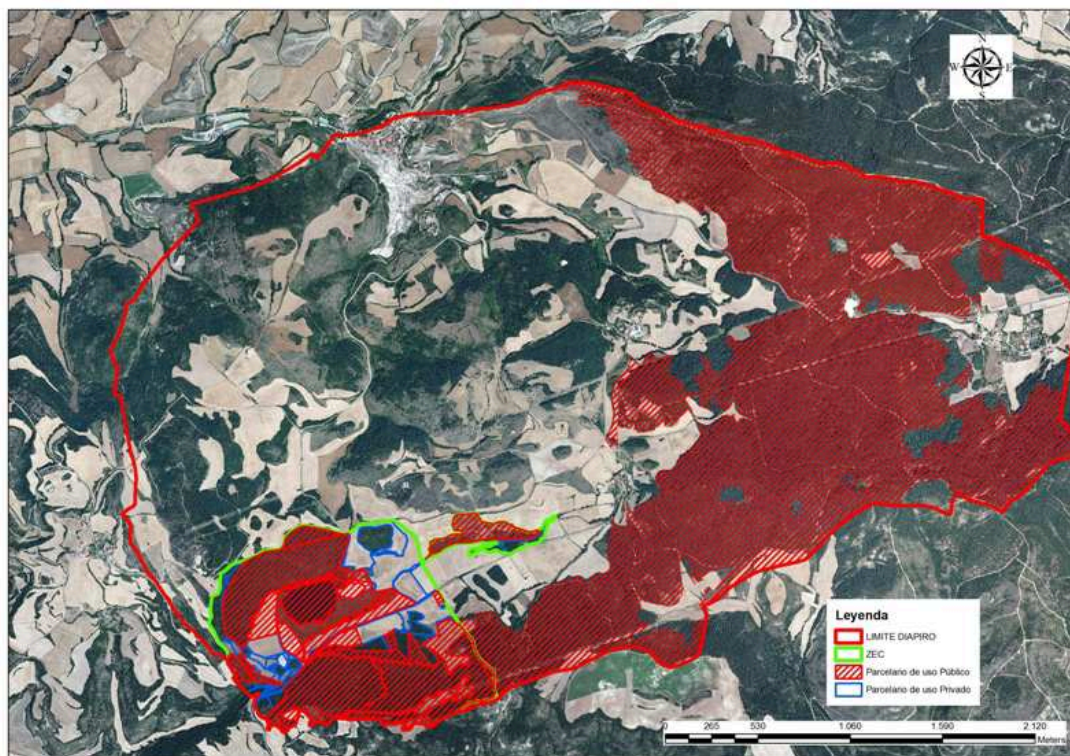 N
W E
S
Leyenda
LIMITE DIAPIRO
ZEC
Parcelario de uso Público
Parcelario de uso Privado
0 265 530 1.060 1.590 2.120
Meters